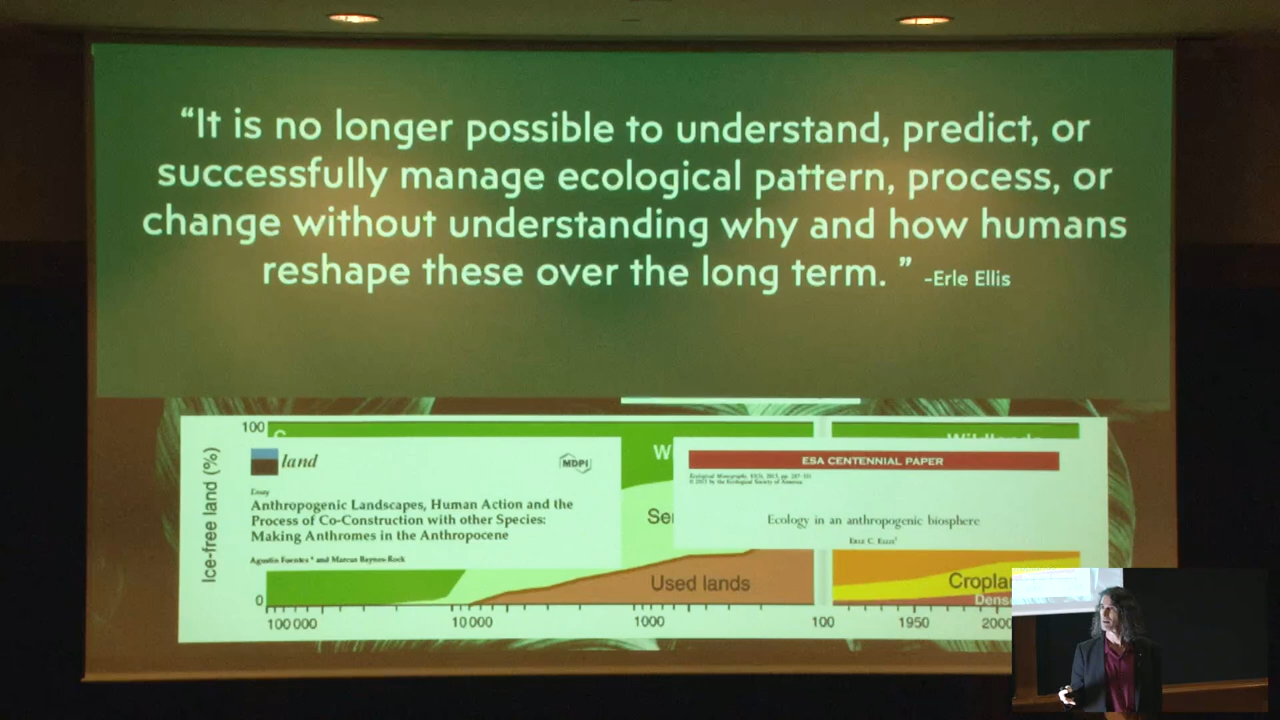 “It is no longer possible to understand, predict, or
successfully manage ecological pattern, process, or
change without understanding why and how humans
reshape these over the long term. ” -Erle Ellis
100
land
MDPI
Essay
Anthropogenic Landscapes, Human Action and the
Process of Co-Construction with other Species:
Making Anthromes in the Anthropocene
Agustin Fuentes * and Marcus Baynes-Rock
ESA CENTENNIAL PAPER
Ecology in an anthropogenic biosphere
ERLE C. ELLIS
Ice-free land (%)
Used lands
0
100 000
10 000
1000
100
1950